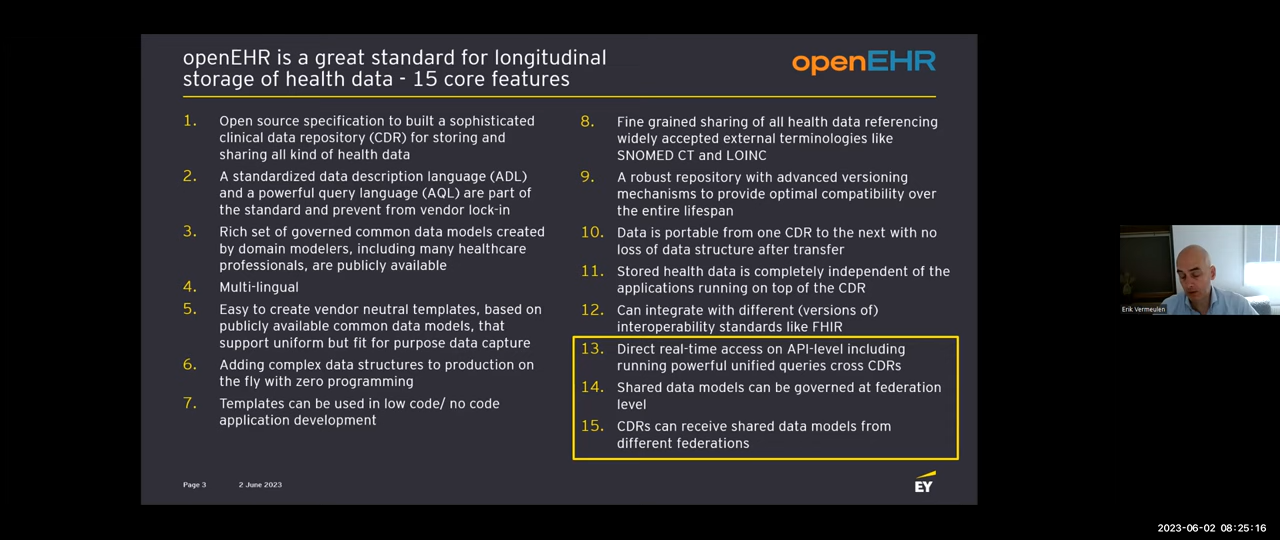 openEHR is a great standard for longitudinal
storage of health data - 15 core features
openEHR
1. Open source specification to built a sophisticated
clinical data repository (CDR) for storing and
sharing all kind of health data
2. A standardized data description language (ADL)
and a powerful query language (AQL) are part of
the standard and prevent from vendor lock-in
3. Rich set of governed common data models created
by domain modelers, including many healthcare
professionals, are publicly available
4. Multi-lingual
5. Easy to create vendor neutral templates, based on
publicly available common data models, that
support uniform but fit for purpose data capture
6. Adding complex data structures to production on
the fly with zero programming
7. Templates can be used in low code/ no code
application development
8. Fine grained sharing of all health data referencing
widely accepted external terminologies like
SNOMED CT and LOINC
9. A robust repository with advanced versioning
mechanisms to provide optimal compatibility over
the entire lifespan
10. Data is portable from one CDR to the next with no
loss of data structure after transfer
11. Stored health data is completely independent of the
applications running on top of the CDR
12. Can integrate with different (versions of)
interoperability standards like FHIR
13. Direct real-time access on API-level including
running powerful unified queries cross CDRs
14. Shared data models can be governed at federation
level
15. CDRs can receive shared data models from
different federations
Page 3 2 June 2023
EY
Erik Vermeulen
2023-06-02 08:25:16